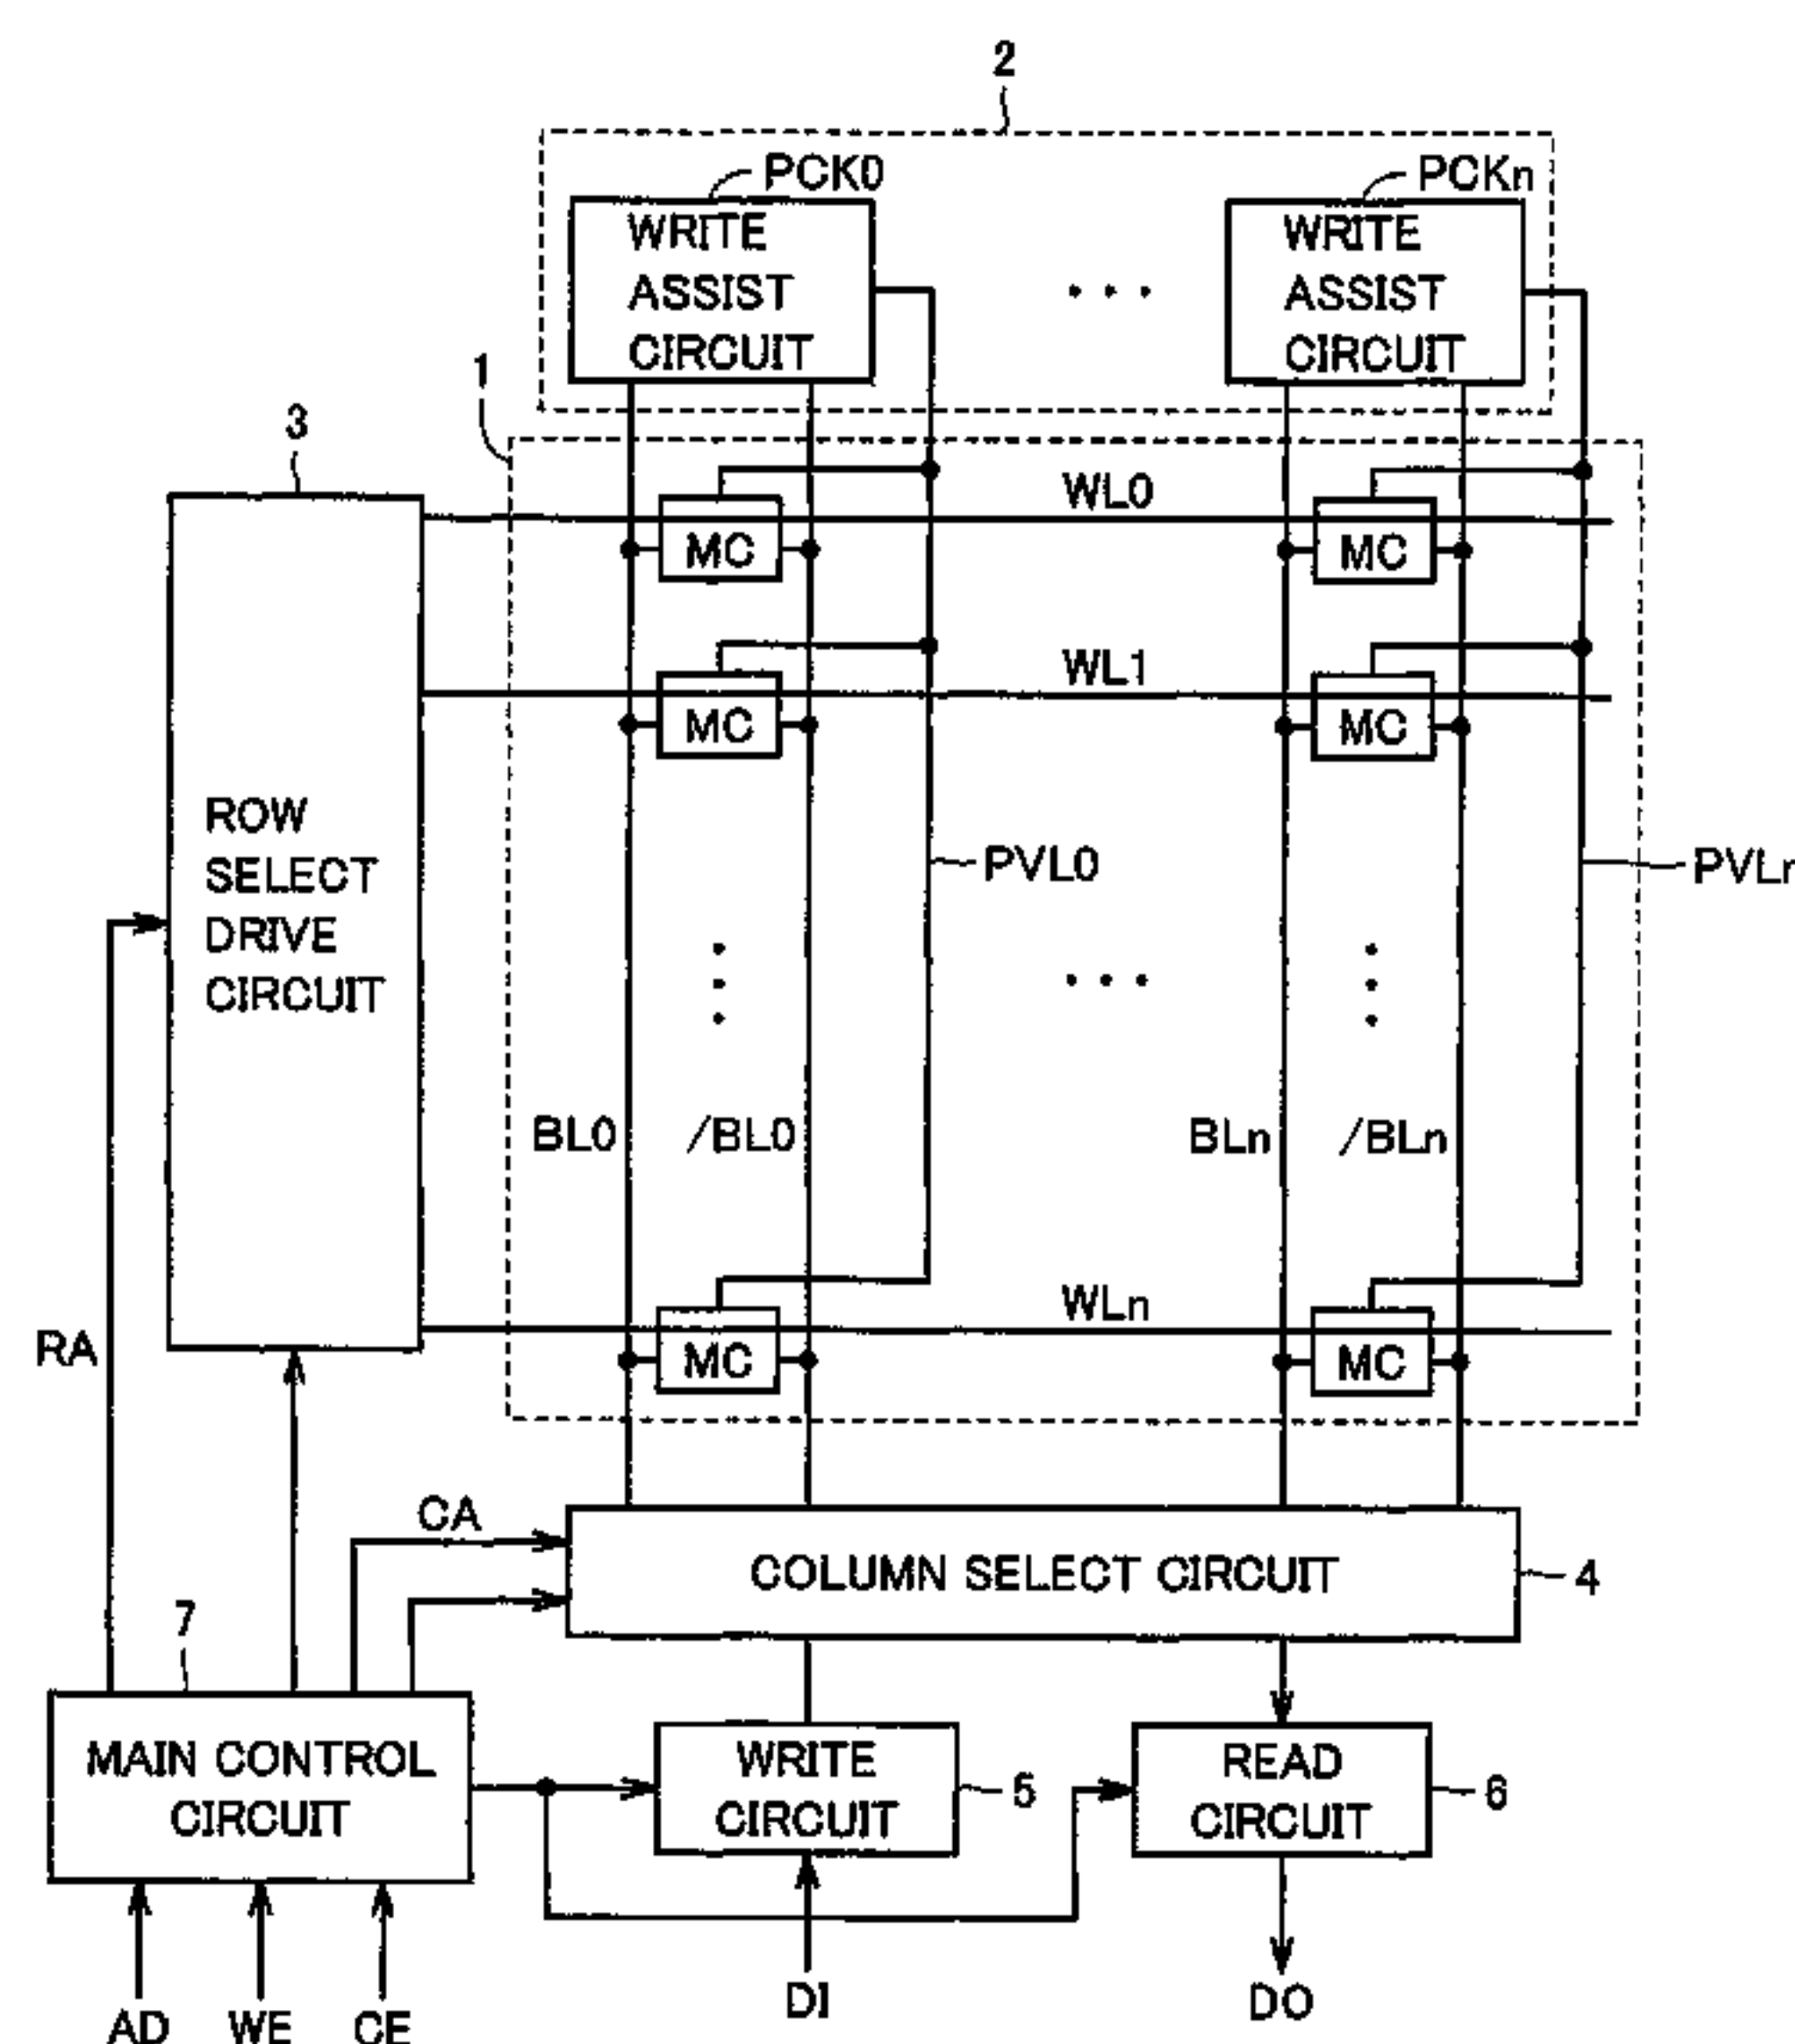 2
PCK0
PCKn
WRITE
ASSIST
CIRCUIT
WRITE
ASSIST
CIRCUIT
1
3
WL0
MC
MC
WL1
MC
MC
ROW
SELECT
DRIVE
CIRCUIT
PVL0
PVLn
BL0
/BL0
BLn
/BLn
WLn
MC
MC
RA
CA
COLUMN SELECT CIRCUIT
4
7
MAIN CONTROL
CIRCUIT
WRITE
CIRCUIT
5
READ
CIRCUIT
6
AD
WE
CE
DI
DO